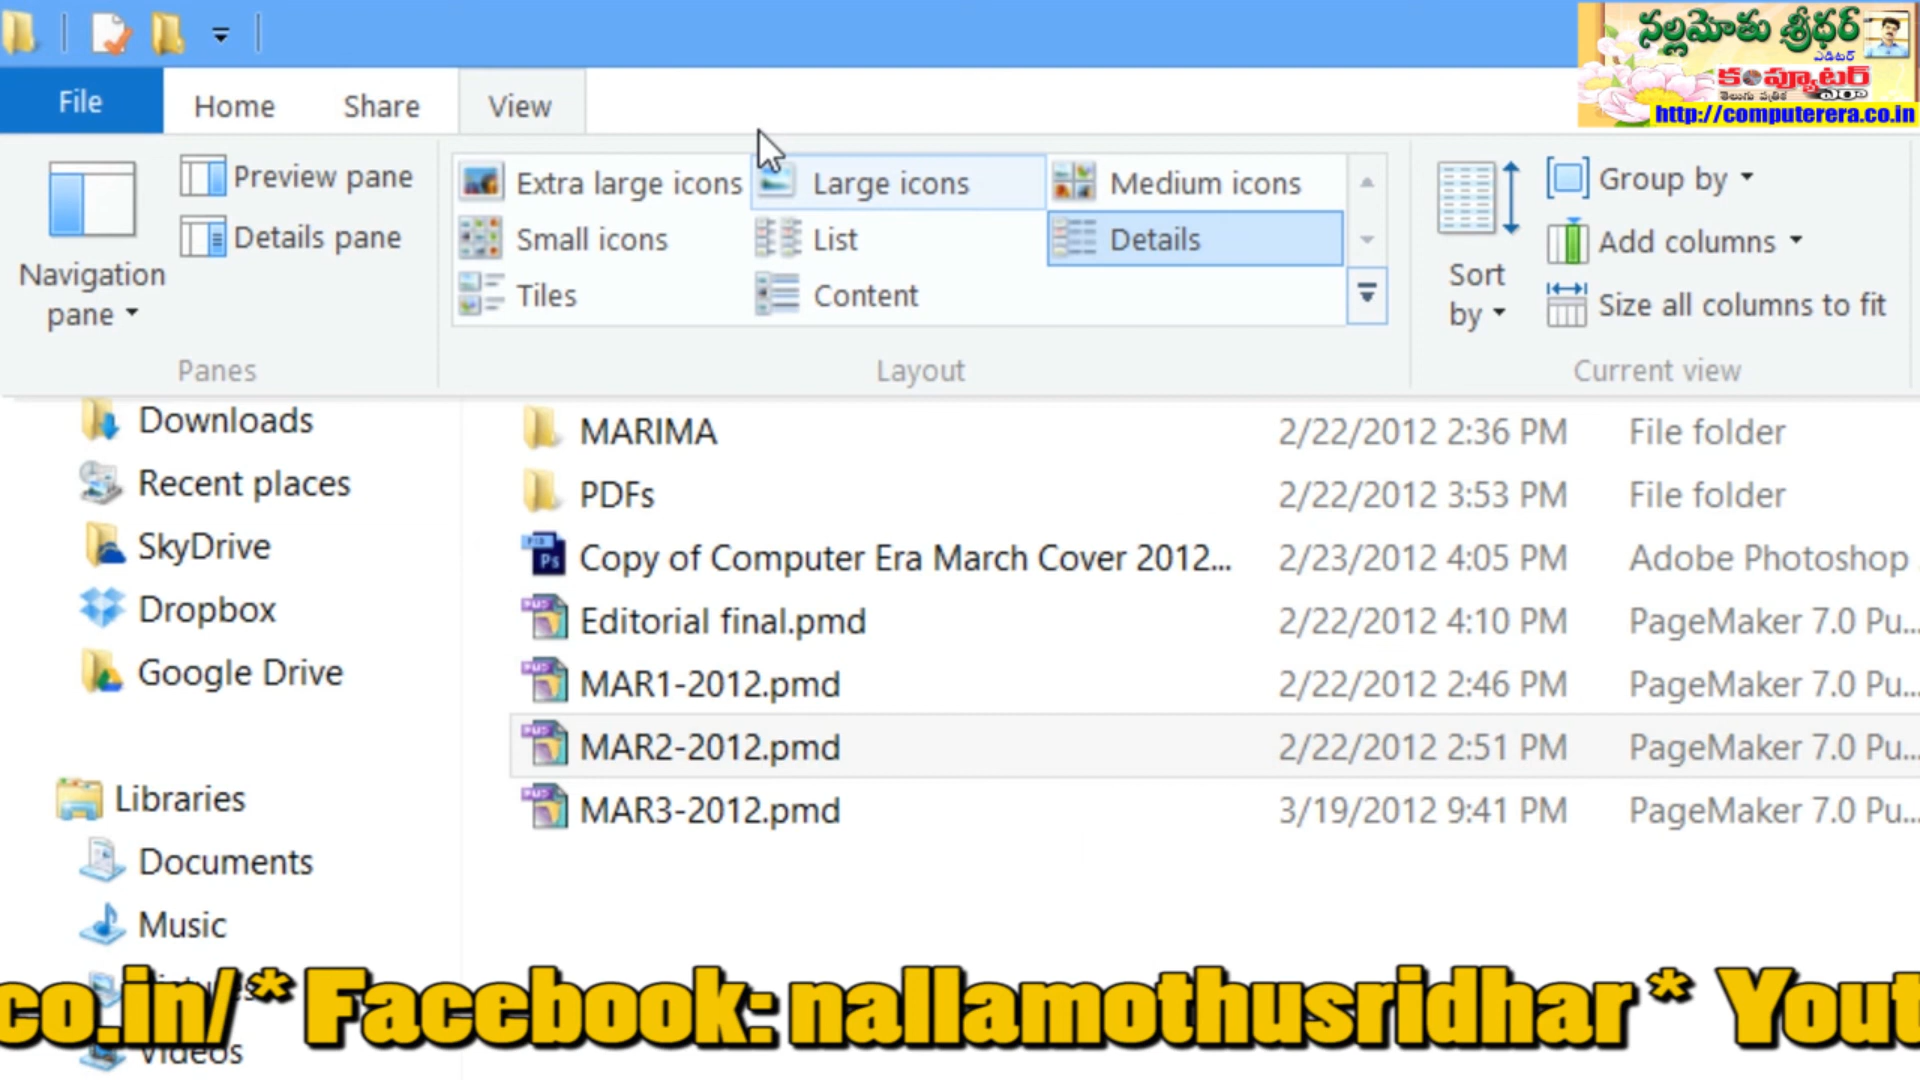 నల్లమోతు శ్రీధర్
ఎడిటర్
కంప్యూటర్
తెలుగు పత్రిక ఎరా
http://computerera.co.in
File Home Share View
Preview pane
Details pane
Navigation pane
Panes
Extra large icons Large icons Medium icons
Small icons List Details
Tiles Content
Layout
Sort by
Group by
Add columns
Size all columns to fit
Current view
Downloads
Recent places
SkyDrive
Dropbox
Google Drive
Libraries
Documents
Music
Videos
MARIMA 2/22/2012 2:36 PM File folder
PDFs 2/22/2012 3:53 PM File folder
Copy of Computer Era March Cover 2012... 2/23/2012 4:05 PM Adobe Photoshop
Editorial final.pmd 2/22/2012 4:10 PM PageMaker 7.0 Pu...
MAR1-2012.pmd 2/22/2012 2:46 PM PageMaker 7.0 Pu...
MAR2-2012.pmd 2/22/2012 2:51 PM PageMaker 7.0 Pu...
MAR3-2012.pmd 3/19/2012 9:41 PM PageMaker 7.0 Pu...
co.in/ * Facebook: nallamothusridhar * Yout